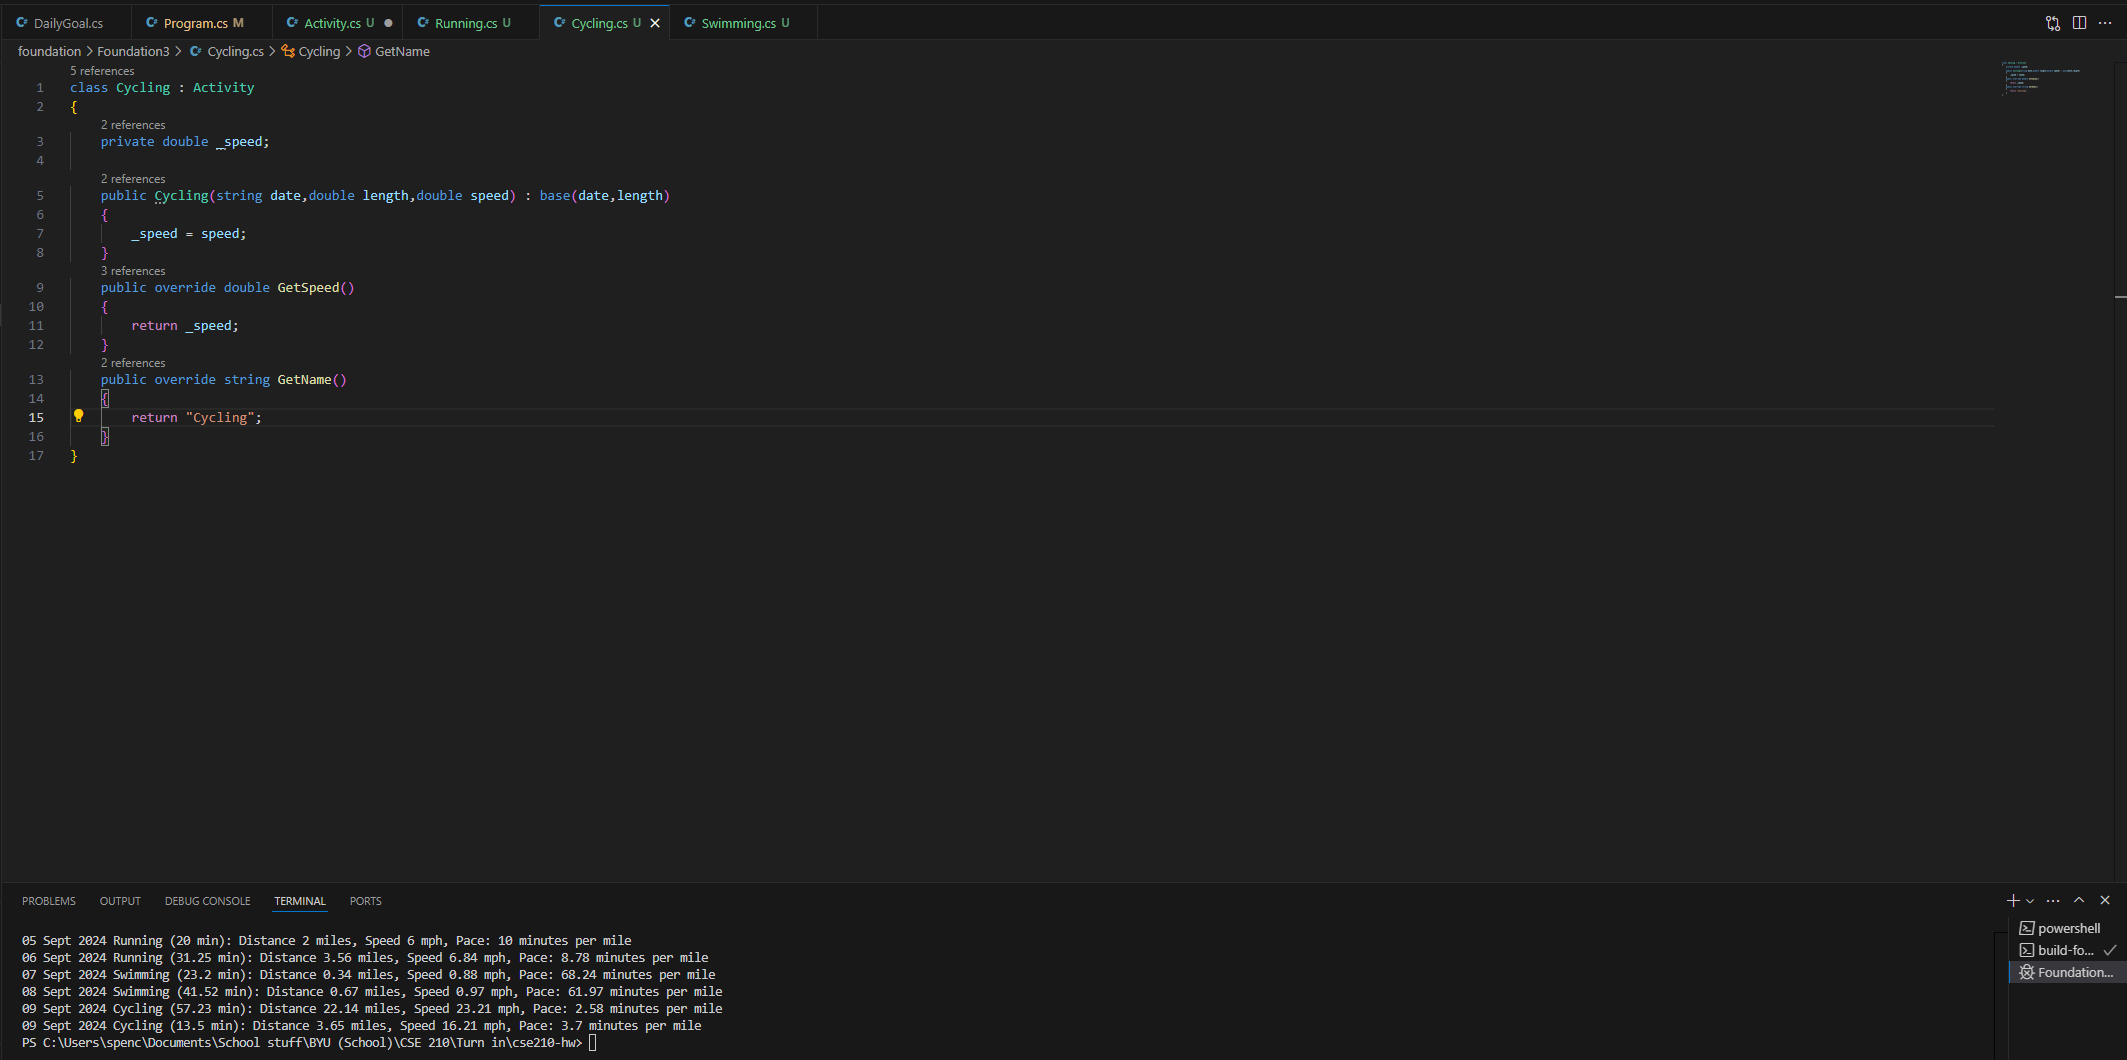 DailyGoal.cs Program.cs M Activity.cs U Running.cs U Cycling.cs U Swimming.cs U
foundation > Foundation3 > Cycling.cs > Cycling > GetName
5 references
1 class Cycling : Activity
2 {
2 references
3 private double _speed;
4
2 references
5 public Cycling(string date,double length,double speed) : base(date,length)
6 {
7 _speed = speed;
8 }
3 references
9 public override double GetSpeed()
10 {
11 return _speed;
12 }
2 references
13 public override string GetName()
14 {
15 return "Cycling";
16 }
17 }
PROBLEMS OUTPUT DEBUG CONSOLE TERMINAL PORTS
powershell
build-fo...
Foundation...
05 Sept 2024 Running (20 min): Distance 2 miles, Speed 6 mph, Pace: 10 minutes per mile
06 Sept 2024 Running (31.25 min): Distance 3.56 miles, Speed 6.84 mph, Pace: 8.78 minutes per mile
07 Sept 2024 Swimming (23.2 min): Distance 0.34 miles, Speed 0.88 mph, Pace: 68.24 minutes per mile
08 Sept 2024 Swimming (41.52 min): Distance 0.67 miles, Speed 0.97 mph, Pace: 61.97 minutes per mile
09 Sept 2024 Cycling (57.23 min): Distance 22.14 miles, Speed 23.21 mph, Pace: 2.58 minutes per mile
09 Sept 2024 Cycling (13.5 min): Distance 3.65 miles, Speed 16.21 mph, Pace: 3.7 minutes per mile
PS C:\Users\spenc\Documents\School stuff\BYU (School)\CSE 210\Turn in\cse210-hw>